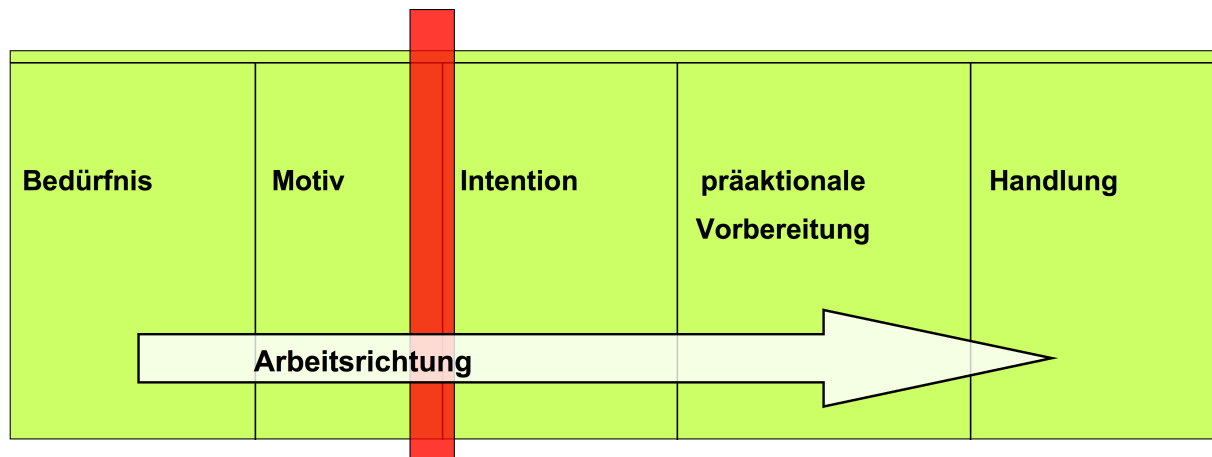 Bedürfnis
Motiv
Intention
präaktionale
Vorbereitung
Handlung
Arbeitsrichtung